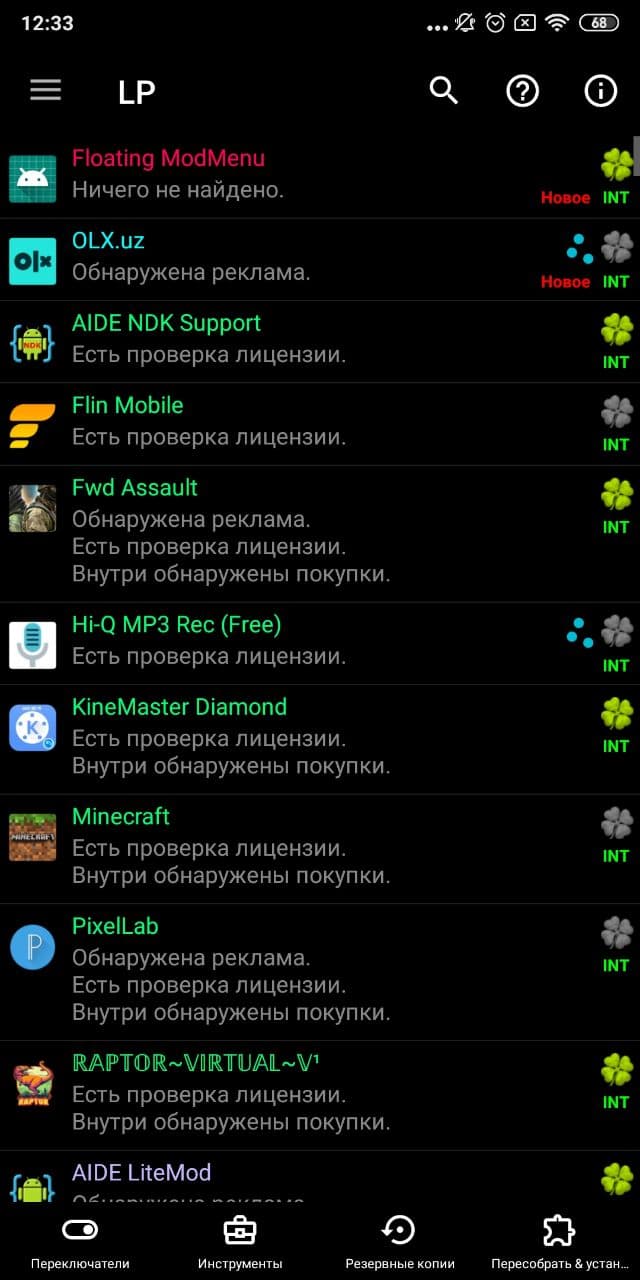 12:33
68
LP
Floating ModMenu
Ничего не найдено.
Новое INT
OLX.uz
Обнаружена реклама.
Новое INT
AIDE NDK Support
Есть проверка лицензии.
INT
Flin Mobile
Есть проверка лицензии.
INT
Fwd Assault
Обнаружена реклама.
Есть проверка лицензии.
Внутри обнаружены покупки.
INT
Hi-Q MP3 Rec (Free)
Есть проверка лицензии.
INT
KineMaster Diamond
Есть проверка лицензии.
Внутри обнаружены покупки.
INT
Minecraft
Есть проверка лицензии.
Внутри обнаружены покупки.
INT
PixelLab
Обнаружена реклама.
Есть проверка лицензии.
Внутри обнаружены покупки.
INT
ℝ𝔸ℙ𝕋𝕆ℝ~𝕍𝕀ℝ𝕋𝕌𝔸𝕃~𝕍¹
Есть проверка лицензии.
Внутри обнаружены покупки.
INT
AIDE LiteMod
Обнаружена реклама.
Переключатели
Инструменты
Резервные копии
Пересобрать & устан…